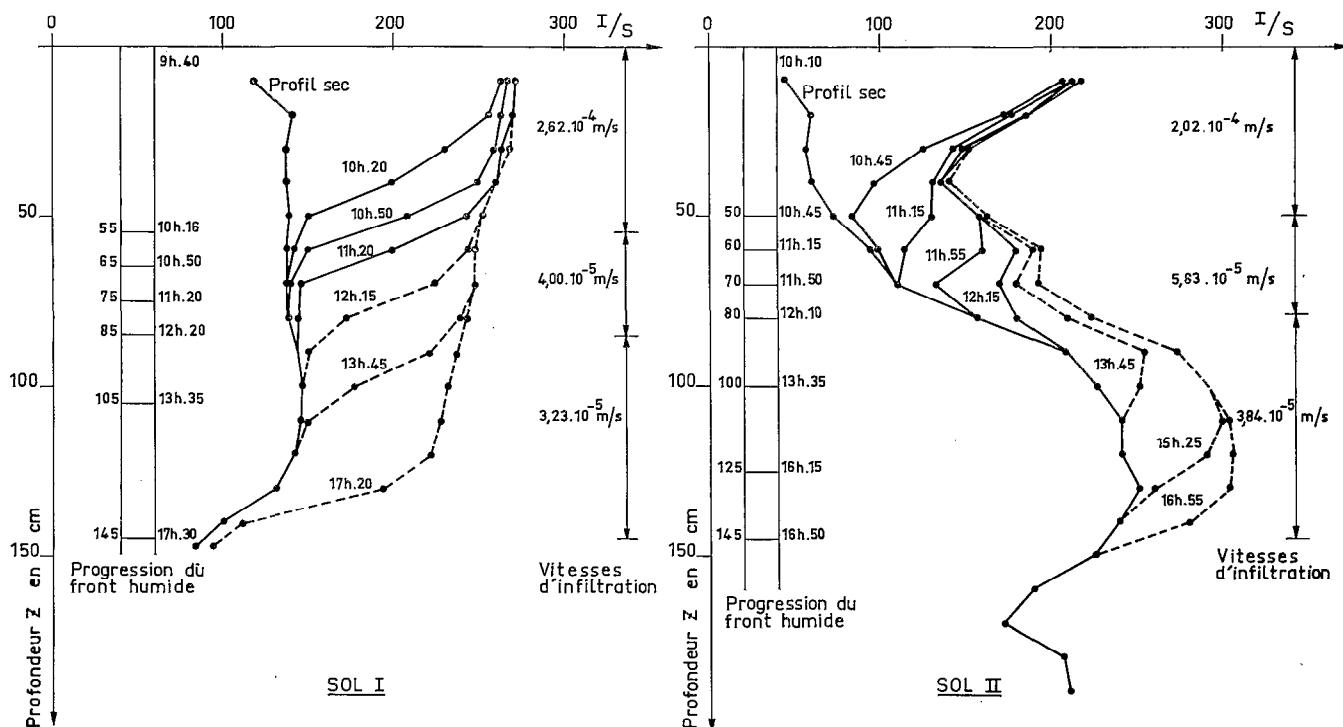 0
100
200
300
I/S
9h.40
Profil sec
2,62.10-4 m/s
10h.20
50
10h.50
55
10h.16
11h.20
65
10h.50
4,00.10-5 m/s
75
11h.20
12h.15
85
12h.20
13h.45
100
105
13h.35
3,23.10-5 m/s
17h.20
145
17h.30
150
Progression du
front humide
Vitesses
d'infiltration
Profondeur Z en cm
SOL I
0
100
200
300
I/S
10h.10
Profil sec
2,02.10-4 m/s
10h.45
50
50
10h.45
11h.15
60
11h.15
11h.55
70
11h.50
5,63.10-5 m/s
12h.15
80
12h.10
13h.45
100
100
13h.35
3,84.10-5 m/s
15h.25
125
16h.15
16h.55
145
16h.50
150
Vitesses
d'infiltration
Progression du
front humide
Profondeur Z en cm
SOL II